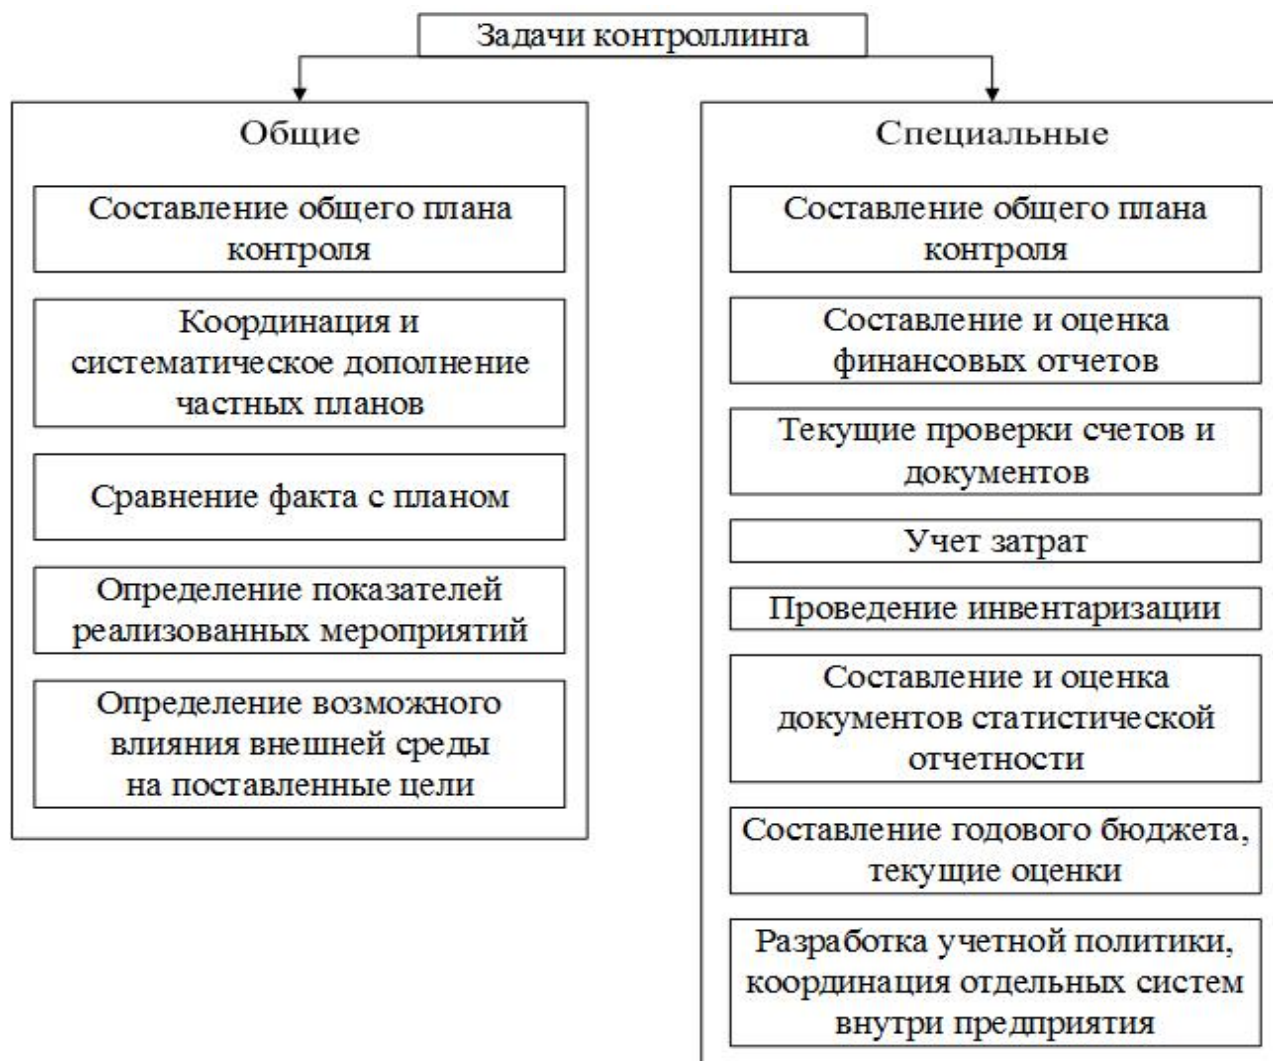 Задачи контроллинга
Общие
Составление общего плана
контроля
Координация и
систематическое дополнение
частных планов
Сравнение факта с планом
Определение показателей
реализованных мероприятий
Определение возможного
влияния внешней среды
на поставленные цели
Специальные
Составление общего плана
контроля
Составление и оценка
финансовых отчетов
Текущие проверки счетов и
документов
Учет затрат
Проведение инвентаризации
Составление и оценка
документов статистической
отчетности
Составление годового бюджета,
текущие оценки
Разработка учетной политики,
координация отдельных систем
внутри предприятия